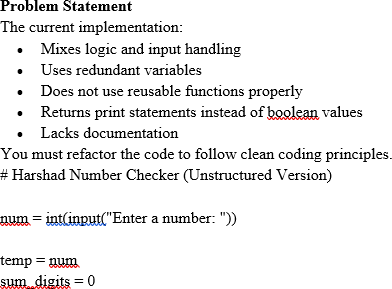 Problem Statement
The current implementation:
• Mixes logic and input handling
• Uses redundant variables
• Does not use reusable functions properly
• Returns print statements instead of boolean values
• Lacks documentation
You must refactor the code to follow clean coding principles.
# Harshad Number Checker (Unstructured Version)
num = int(input("Enter a number: "))
temp = num
sum_digits = 0